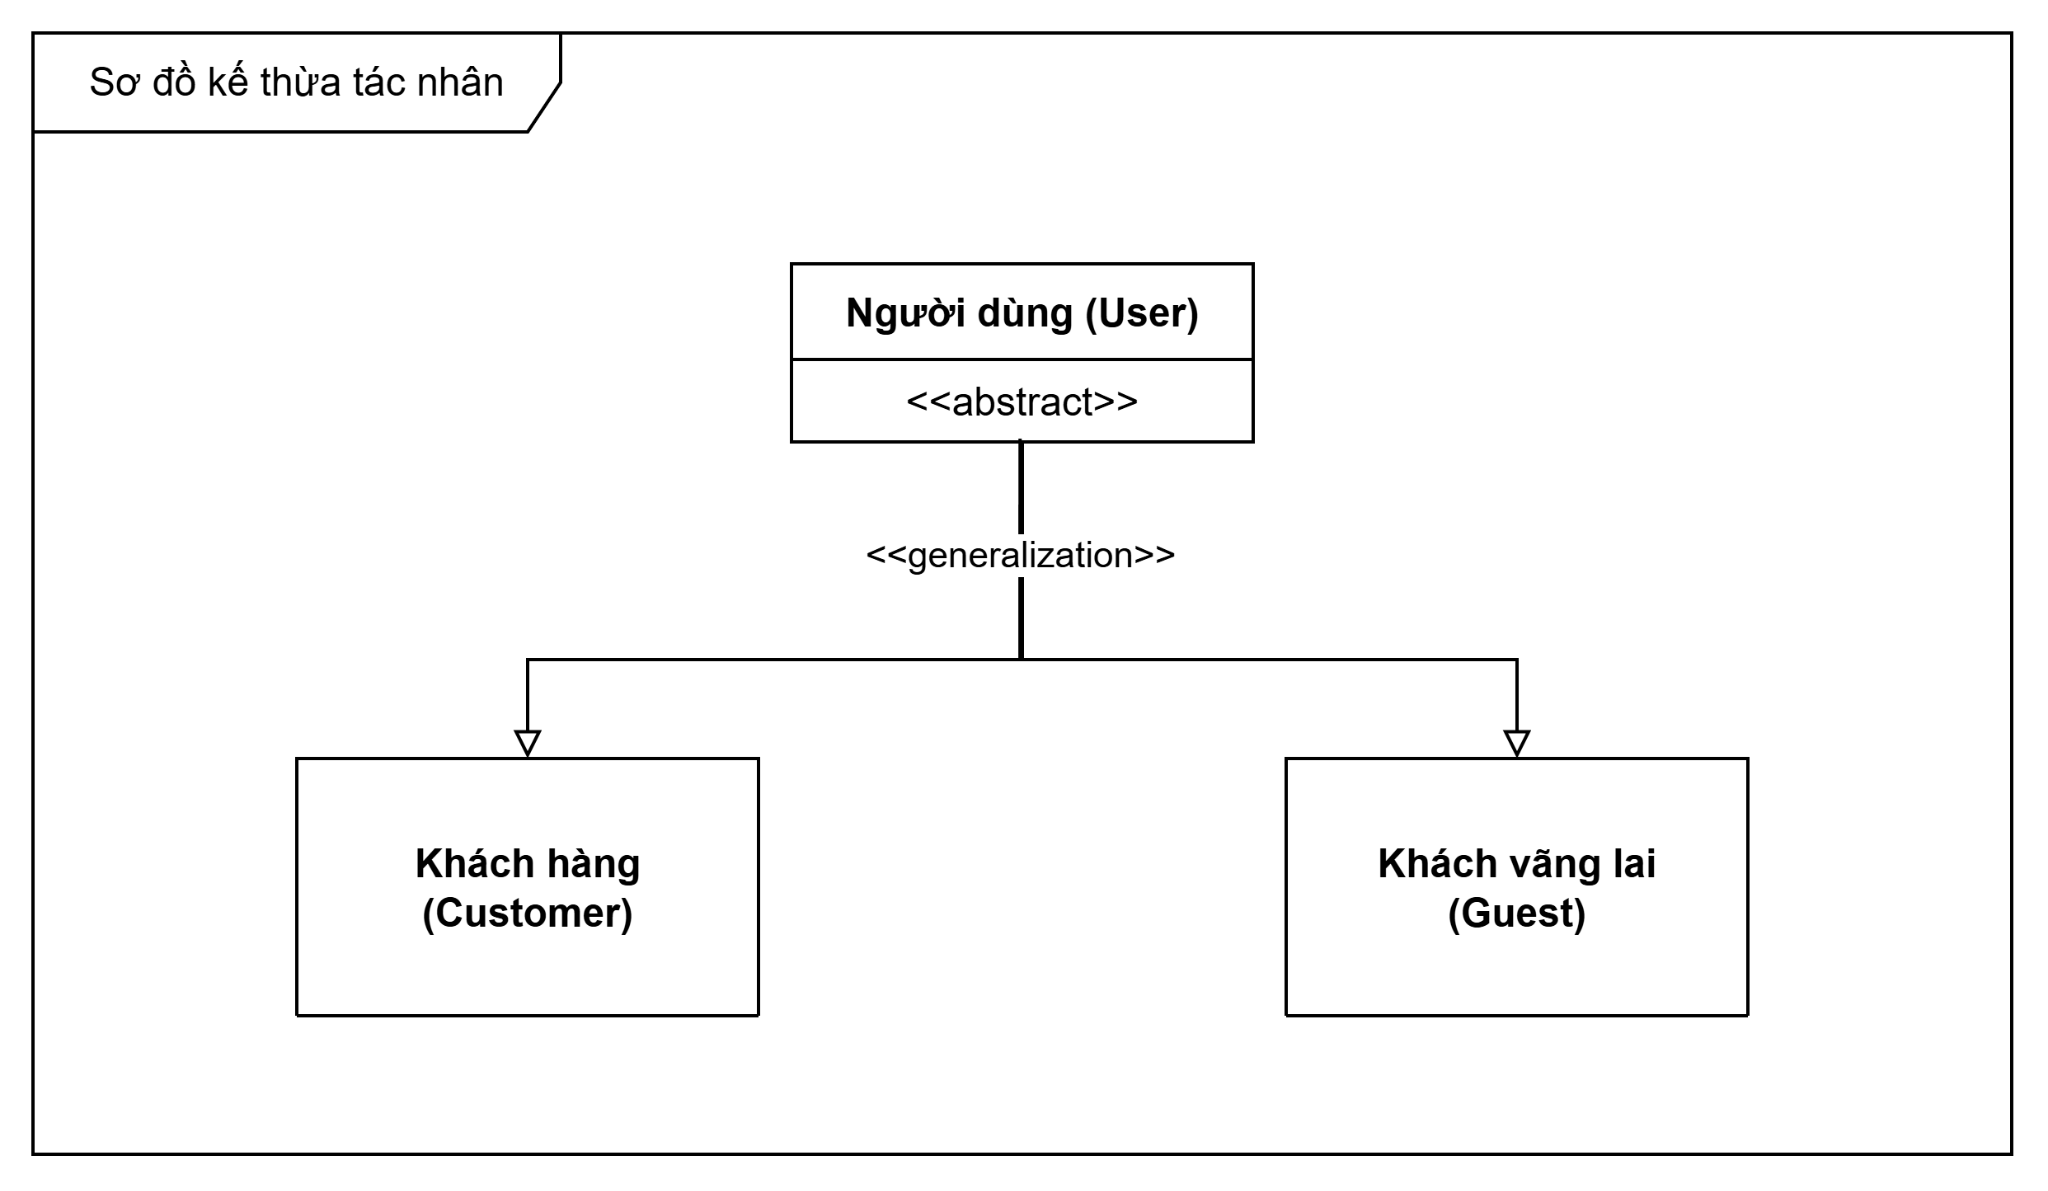 Sơ đồ kế thừa tác nhân
Người dùng (User)
<<abstract>>
<<generalization>>
Khách hàng
(Customer)
Khách vãng lai
(Guest)